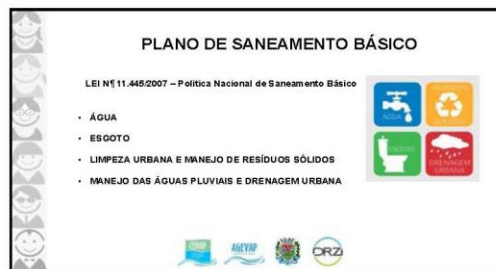 PLANO DE SANEAMENTO BÁSICO
LEI N¶ 11.445/2007 – Política Nacional de Saneamento Básico
• ÁGUA
• ESGOTO
• LIMPEZA URBANA E MANEJO DE RESÍDUOS SÓLIDOS
• MANEJO DAS ÁGUAS PLUVIAIS E DRENAGEM URBANA
ÁGUA
ESGOTO
DRENAGEM
URBANA
AGEVAP
DRZ